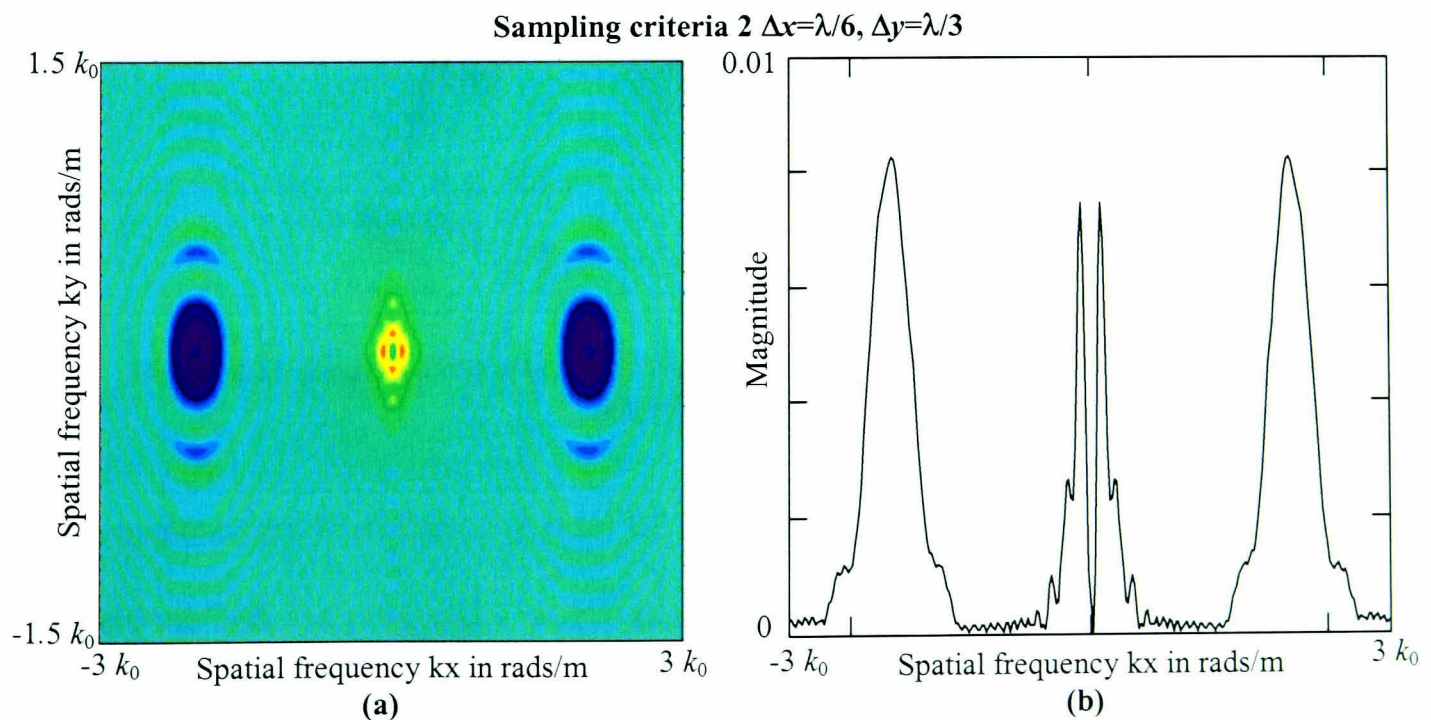 Sampling criteria 2 Δx=λ/6, Δy=λ/3
1.5 k₀
Spatial frequency ky in rads/m
-1.5 k₀
-3 k₀
Spatial frequency kx in rads/m
3 k₀
(a)
0.01
Magnitude
0
-3 k₀
Spatial frequency kx in rads/m
3 k₀
(b)